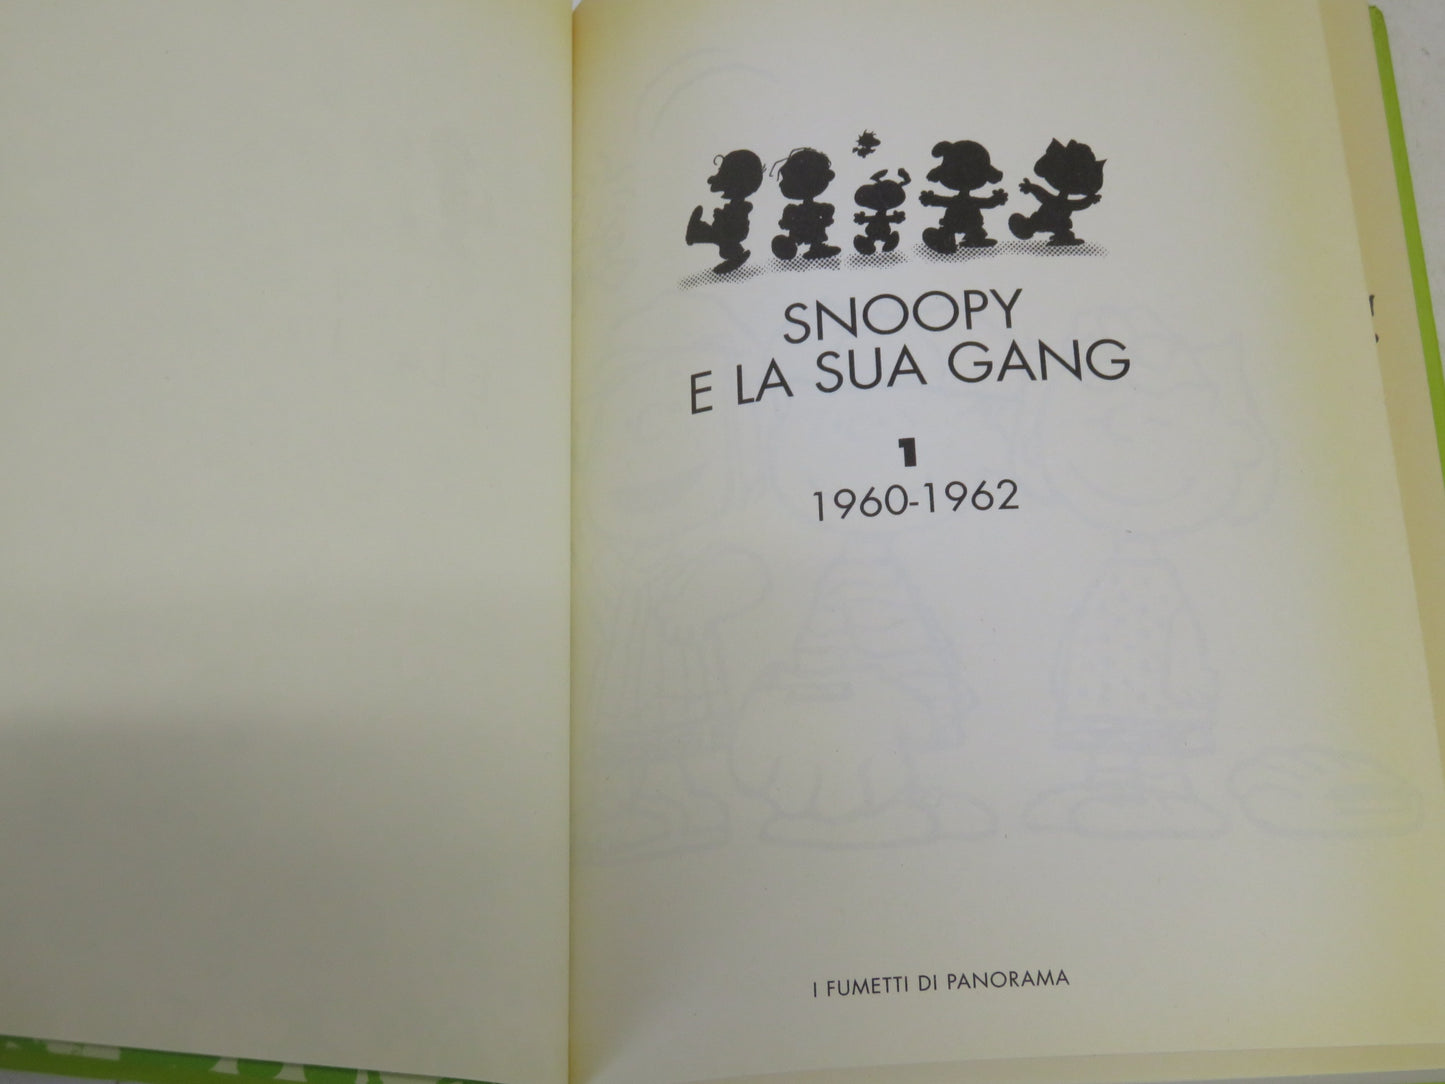 SNOOPY
E LA SUA GANG
1
1960-1962
I FUMETTI DI PANORAMA